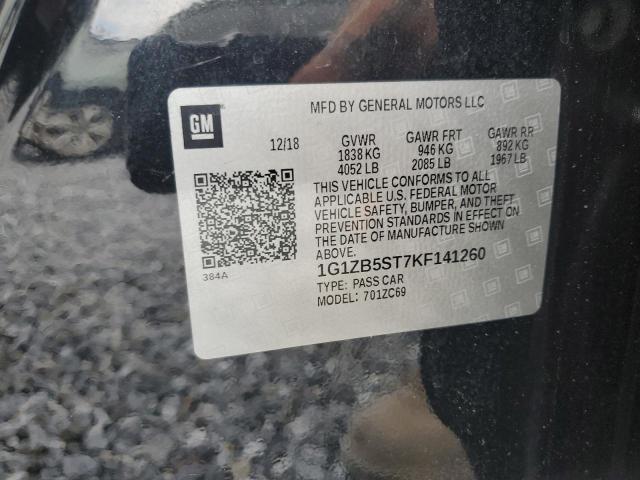 GM
MFD BY GENERAL MOTORS LLC
12/18 GVWR GAWR FRT GAWR RR
1838 KG 946 KG 892 KG
4052 LB 2085 LB 1967 LB
THIS VEHICLE CONFORMS TO ALL
APPLICABLE U.S. FEDERAL MOTOR
VEHICLE SAFETY, BUMPER, AND THEFT
PREVENTION STANDARDS IN EFFECT ON
THE DATE OF MANUFACTURE SHOWN
ABOVE.
1G1ZB5ST7KF141260
TYPE: PASS CAR
MODEL: 701ZC69
384A